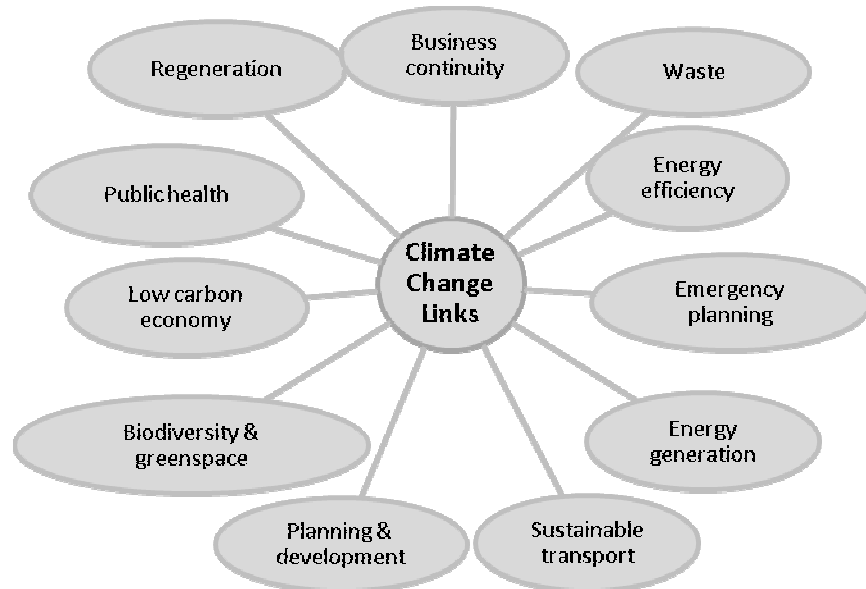 Business
continuity
Regeneration
Waste
Energy
efficiency
Public health
Climate
Change
Links
Low carbon
economy
Emergency
planning
Biodiversity &
greenspace
Energy
generation
Planning &
development
Sustainable
transport